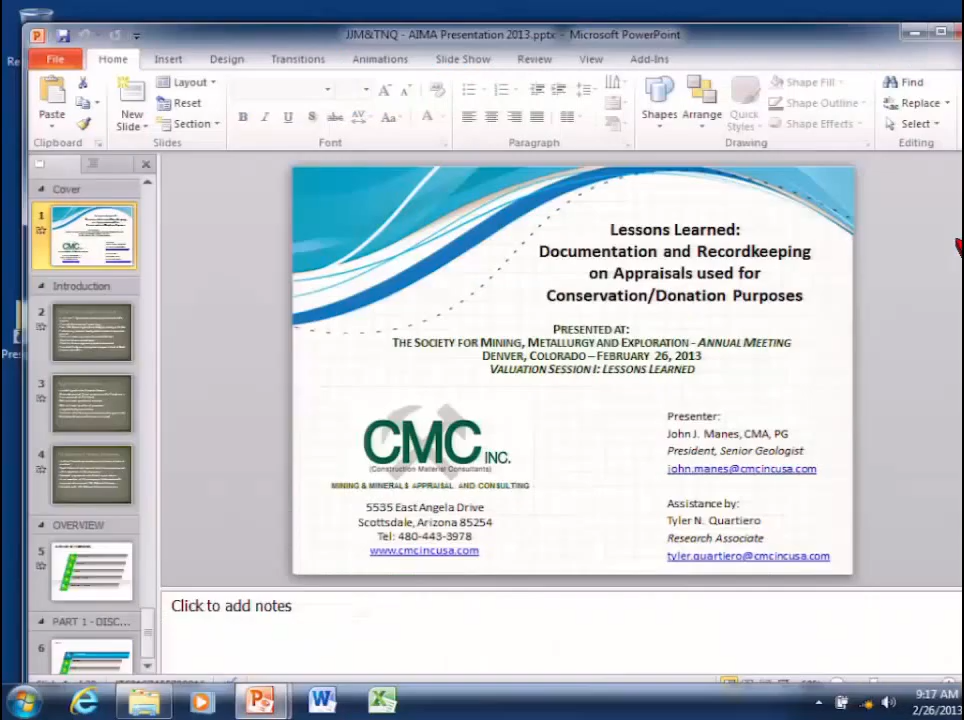 JJM&TNQ - AIMA Presentation 2013.pptx - Microsoft PowerPoint
File Home Insert Design Transitions Animations Slide Show Review View Add-Ins
Paste
New Slide
Layout
Reset
Section
Shapes Arrange Quick Styles
Shape Fill
Shape Outline
Shape Effects
Find
Replace
Select
Clipboard Slides Font Paragraph Drawing Editing
Cover
1
Introduction
2
3
4
OVERVIEW
5
PART 1 - DISC...
6
Lessons Learned:
Documentation and Recordkeeping
on Appraisals used for
Conservation/Donation Purposes
PRESENTED AT:
THE SOCIETY FOR MINING, METALLURGY AND EXPLORATION - ANNUAL MEETING
DENVER, COLORADO – FEBRUARY 26, 2013
VALUATION SESSION I: LESSONS LEARNED
CMC INC.
(Construction Material Consultants)
MINING & MINERALS APPRAISAL AND CONSULTING
5535 East Angela Drive
Scottsdale, Arizona 85254
Tel: 480-443-3978
www.cmcincusa.com
Presenter:
John J. Manes, CMA, PG
President, Senior Geologist
john.manes@cmcincusa.com
Assistance by:
Tyler N. Quartiero
Research Associate
tyler.quartiero@cmcincusa.com
Click to add notes
9:17 AM
2/26/2013